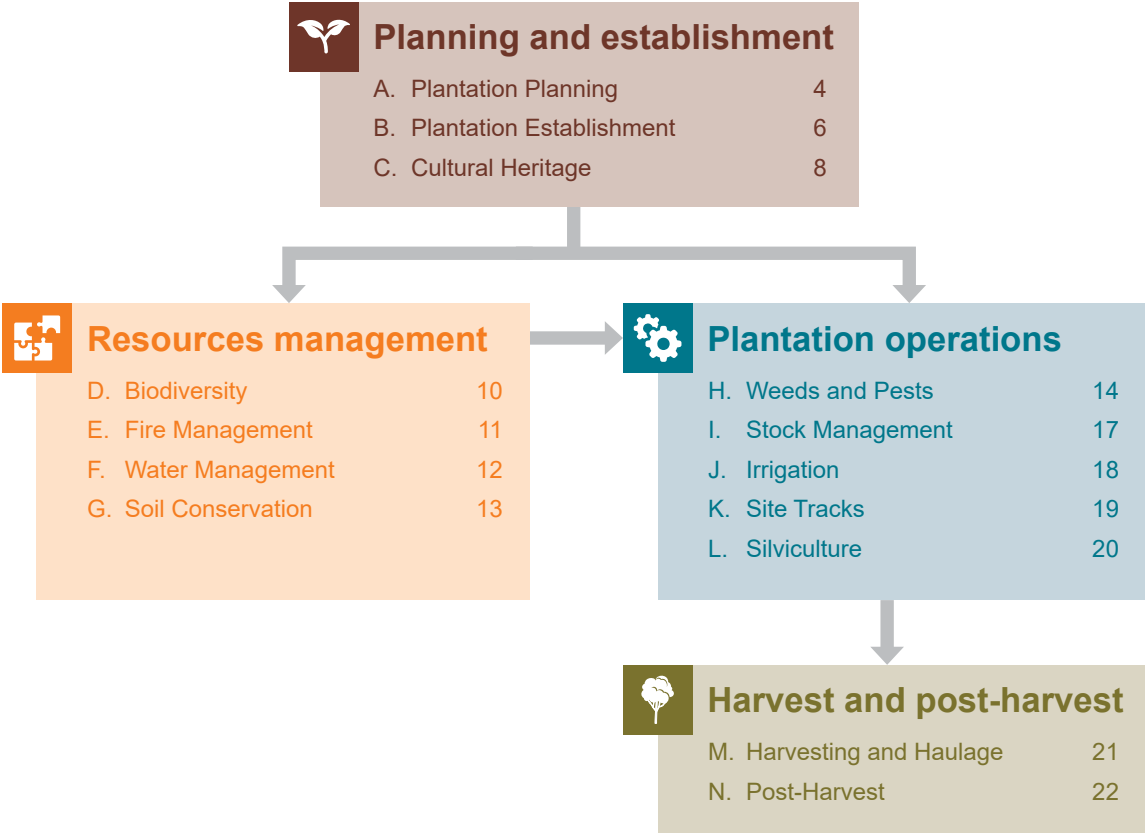 Planning and establishment
A. Plantation Planning 4
B. Plantation Establishment 6
C. Cultural Heritage 8
Resources management
D. Biodiversity 10
E. Fire Management 11
F. Water Management 12
G. Soil Conservation 13
Plantation operations
H. Weeds and Pests 14
I. Stock Management 17
J. Irrigation 18
K. Site Tracks 19
L. Silviculture 20
Harvest and post-harvest
M. Harvesting and Haulage 21
N. Post-Harvest 22